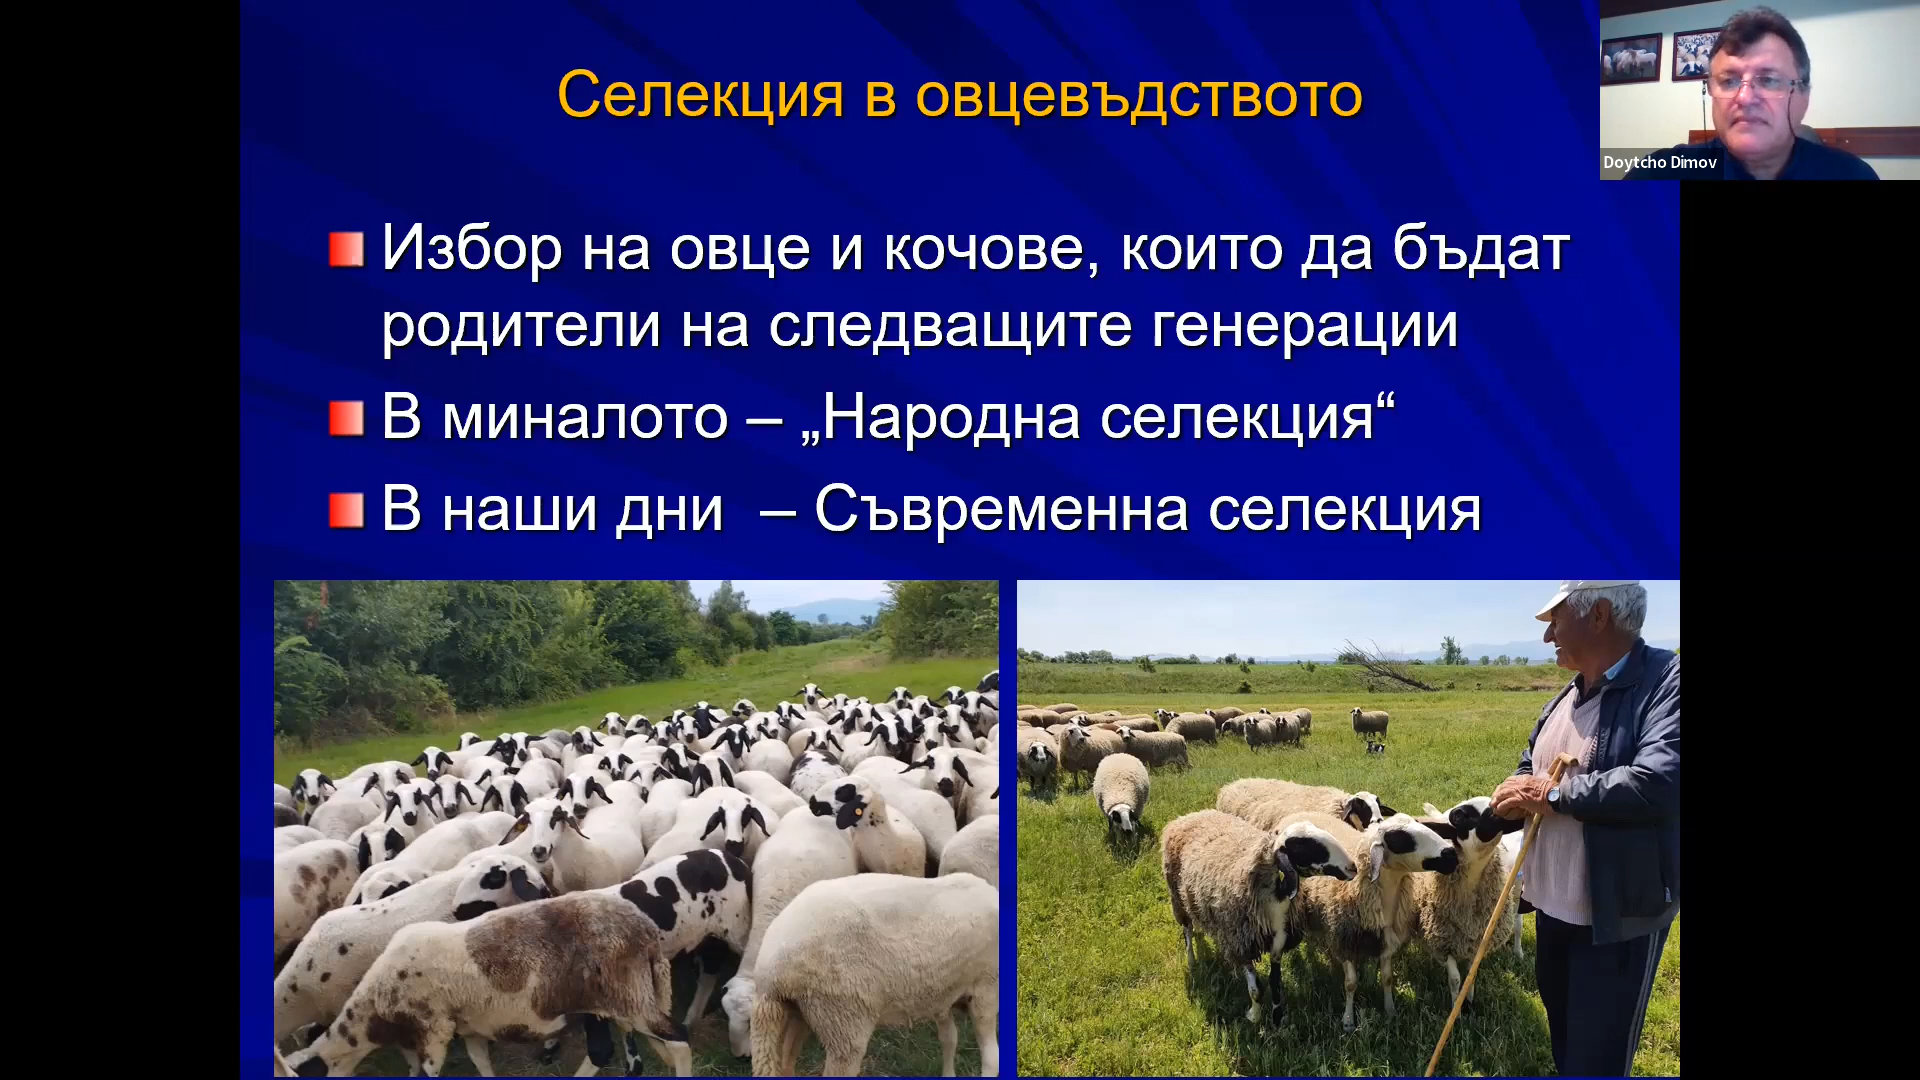 Селекция в овцевъдството
Doytcho Dimov
Избор на овце и кочове, които да бъдат
родители на следващите генерации
В миналото – „Народна селекция“
В наши дни – Съвременна селекция